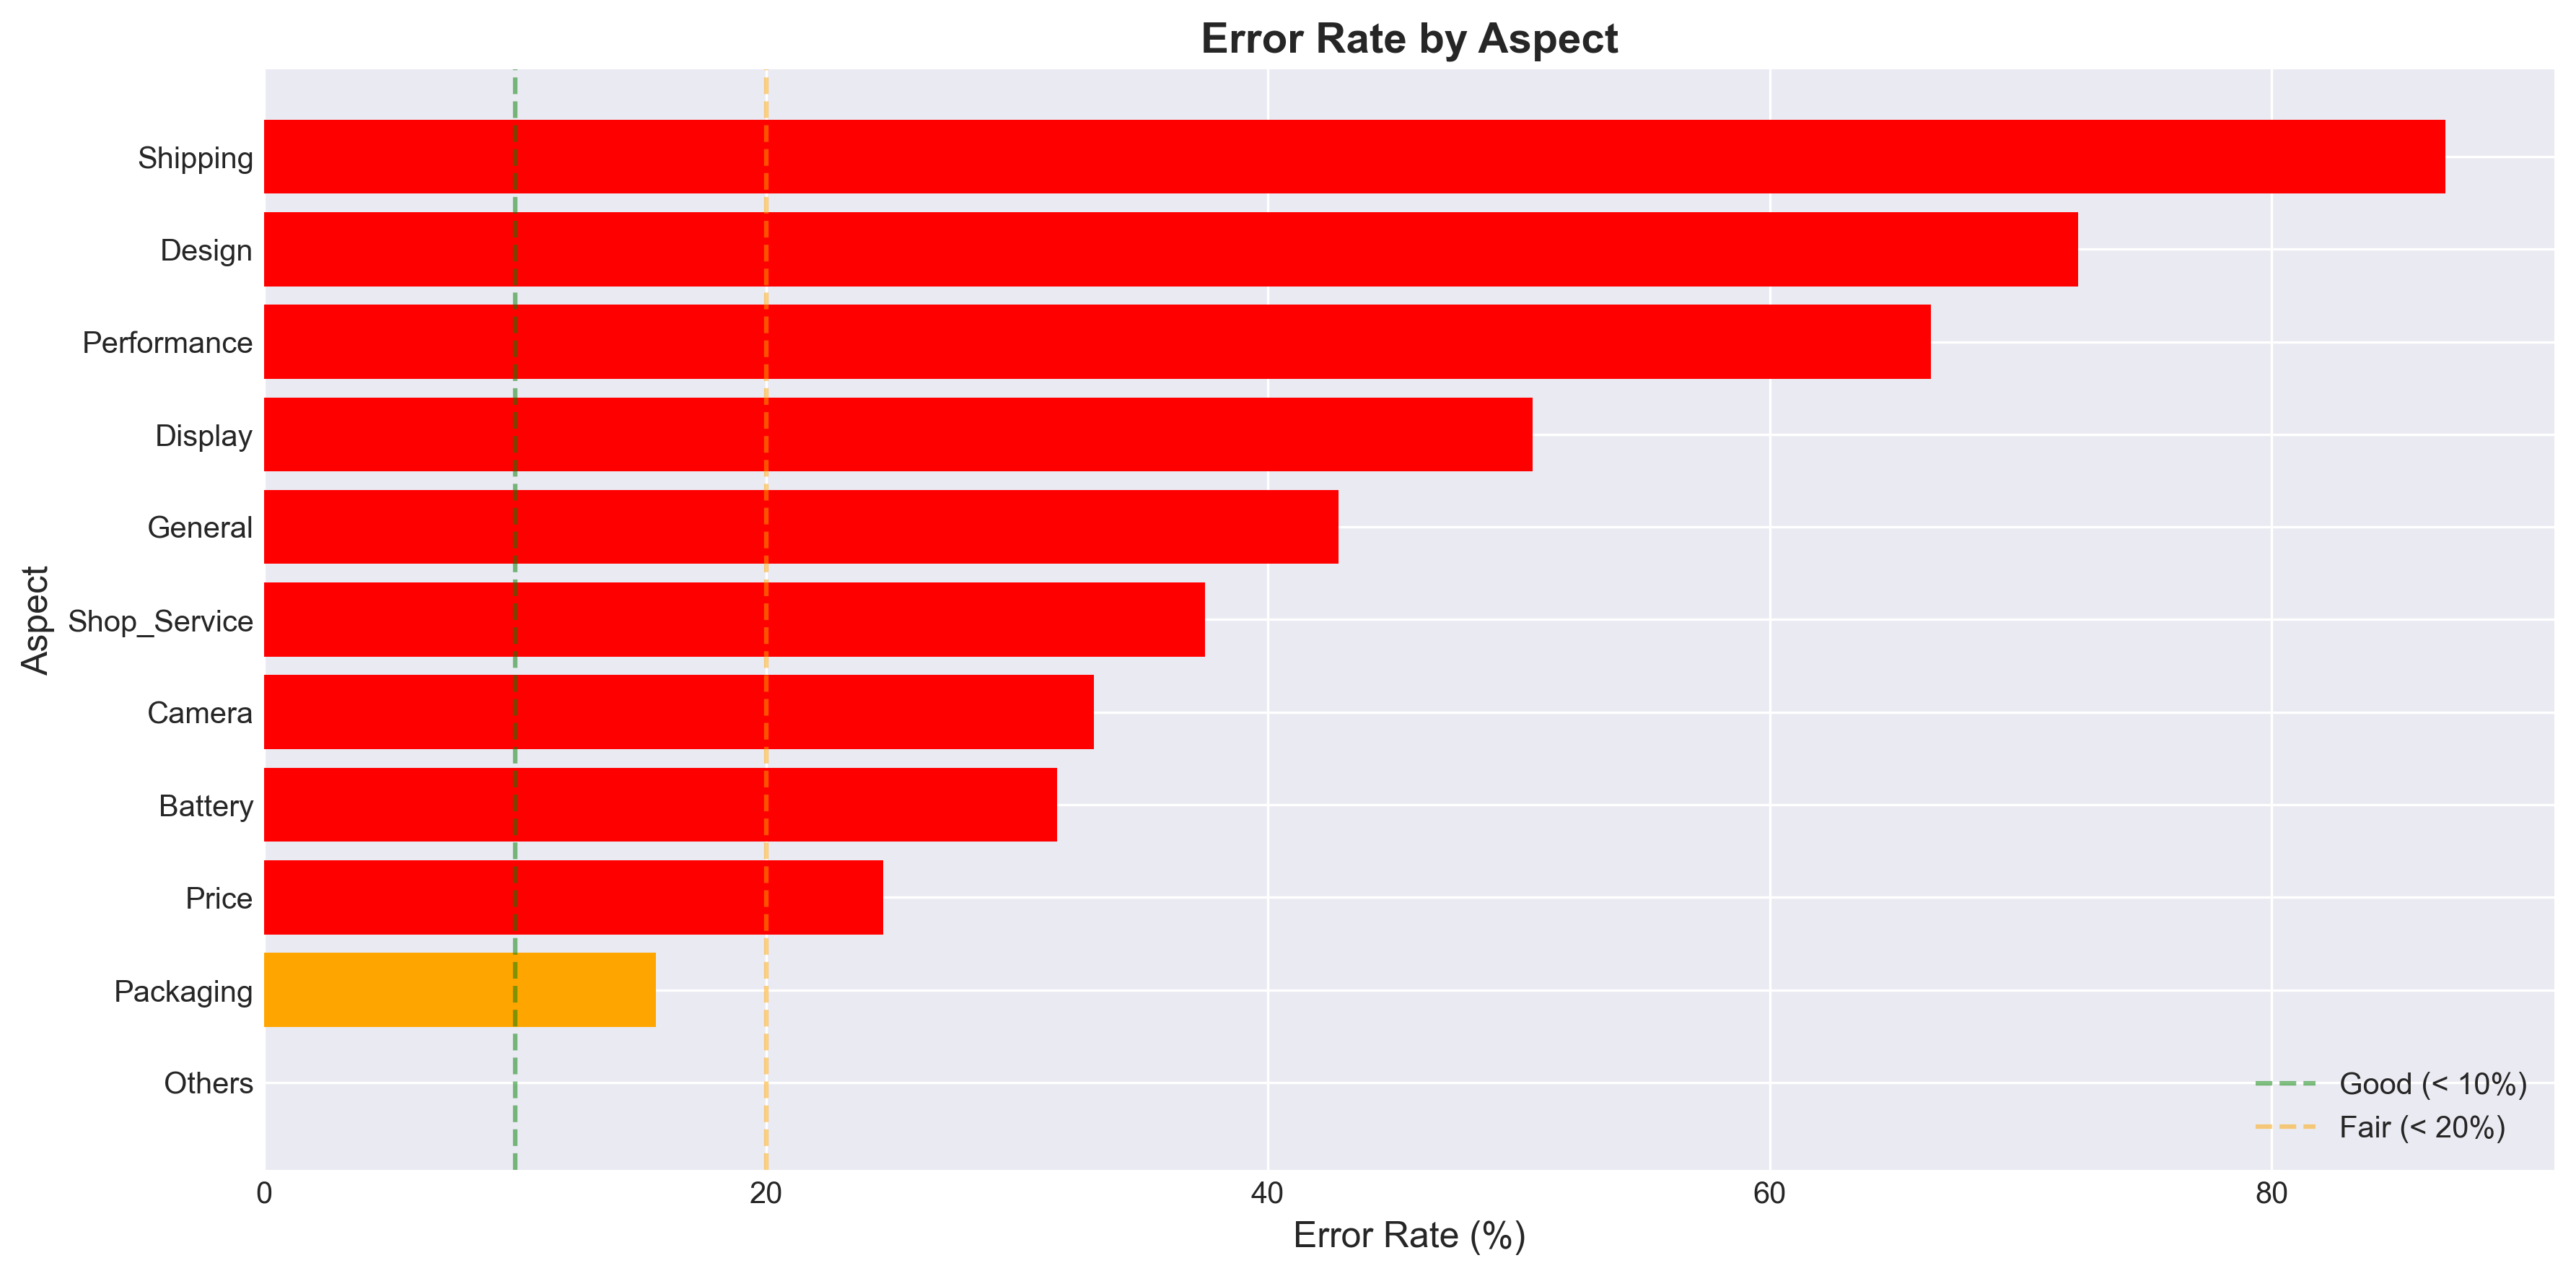 Error Rate by Aspect
Shipping
Design
Performance
Display
General
Shop_Service
Camera
Battery
Price
Packaging
Others
Aspect
Good (< 10%)
Fair (< 20%)
0 20 40 60 80
Error Rate (%)